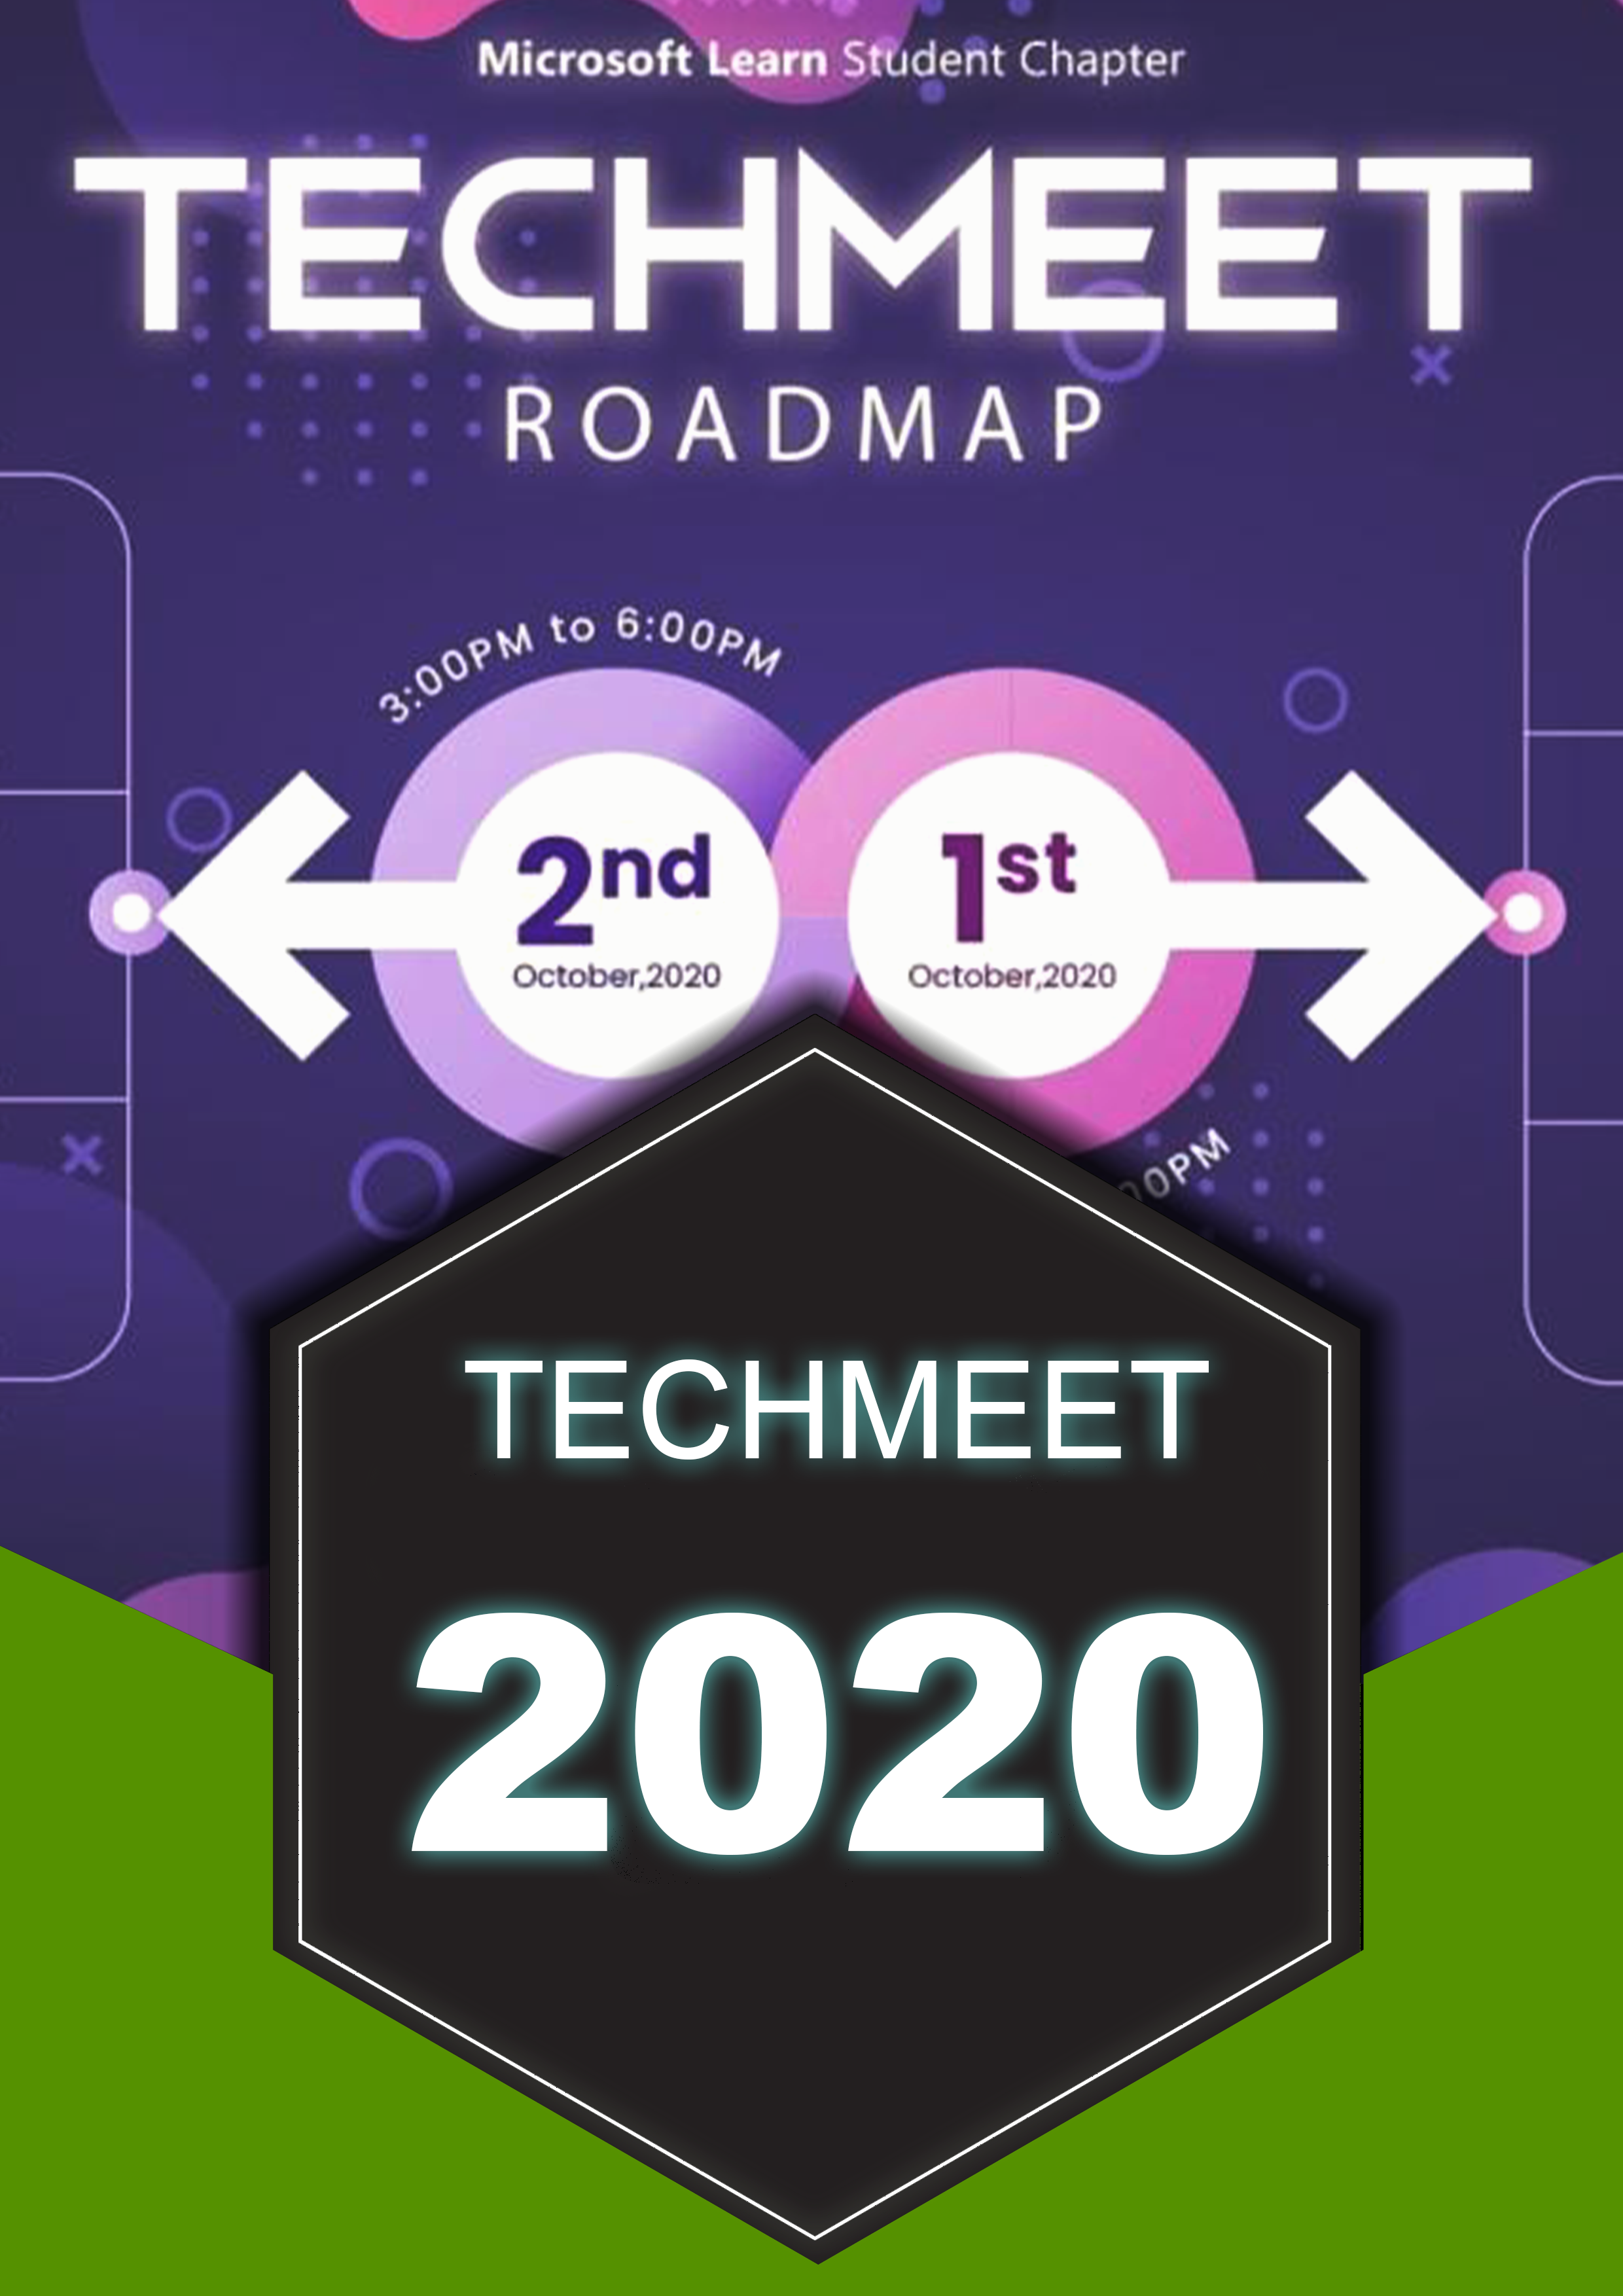 Microsoft Learn Student Chapter
TECHMEET
ROADMAP
3:00PM to 6:00PM
2nd
October,2020
1st
October,2020
TECHMEET
2020